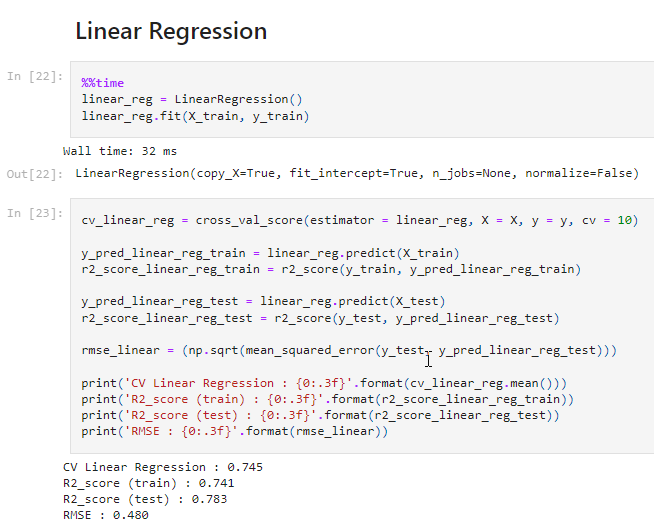 Linear Regression
In [22]:
%%time
linear_reg = LinearRegression()
linear_reg.fit(X_train, y_train)
Wall time: 32 ms
Out[22]: LinearRegression(copy_X=True, fit_intercept=True, n_jobs=None, normalize=False)
In [23]:
cv_linear_reg = cross_val_score(estimator = linear_reg, X = X, y = y, cv = 10)
y_pred_linear_reg_train = linear_reg.predict(X_train)
r2_score_linear_reg_train = r2_score(y_train, y_pred_linear_reg_train)
y_pred_linear_reg_test = linear_reg.predict(X_test)
r2_score_linear_reg_test = r2_score(y_test, y_pred_linear_reg_test)
rmse_linear = (np.sqrt(mean_squared_error(y_test, y_pred_linear_reg_test)))
print('CV Linear Regression : {0:.3f}'.format(cv_linear_reg.mean()))
print('R2_score (train) : {0:.3f}'.format(r2_score_linear_reg_train))
print('R2_score (test) : {0:.3f}'.format(r2_score_linear_reg_test))
print('RMSE : {0:.3f}'.format(rmse_linear))
CV Linear Regression : 0.745
R2_score (train) : 0.741
R2_score (test) : 0.783
RMSE : 0.480